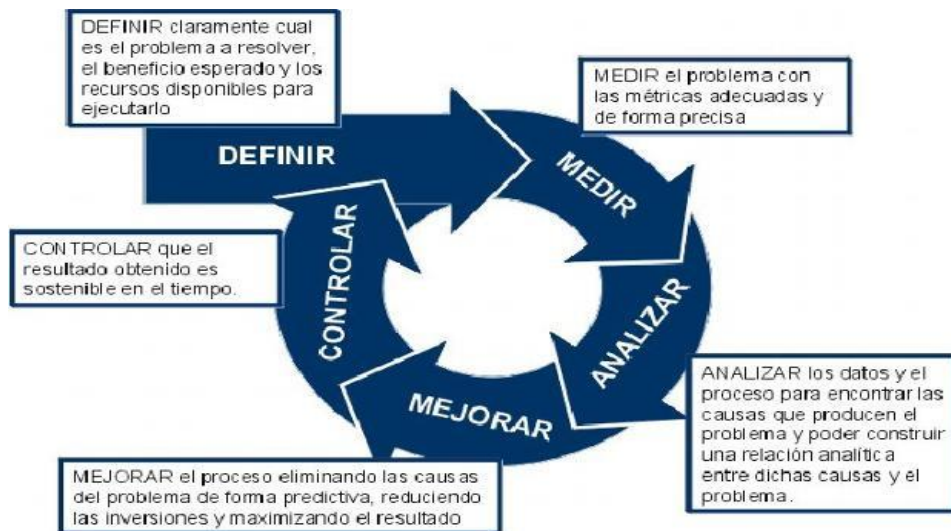 DEFINIR claramente cual
es el problema a resolver,
el beneficio esperado y los
recursos disponibles para
ejecutarlo
MEDIR el problema con
las métricas adecuadas y
de forma precisa
DEFINIR
MEDIR
CONTROLAR que el
resultado obtenido es
sostenible en el tiempo.
CONTROLAR
ANALIZAR
MEJORAR
ANALIZAR los datos y el
proceso para encontrar las
causas que producen el
problema y poder construir
una relación analítica
entre dichas causas y el
problema.
MEJORAR el proceso eliminando las causas
del problema de forma predictiva, reduciendo
las inversiones y maximizando el resultado